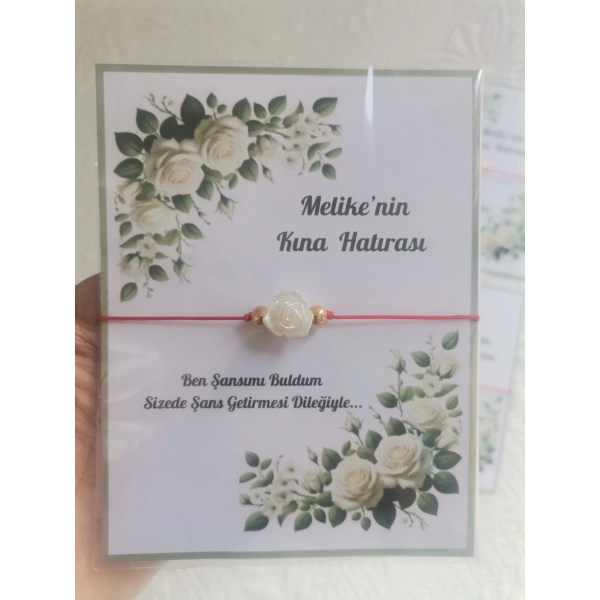 Melike'nin
Kına Hatırası
Ben Şansımı Buldum
Sizede Şans Getirmesi Dileğiyle...